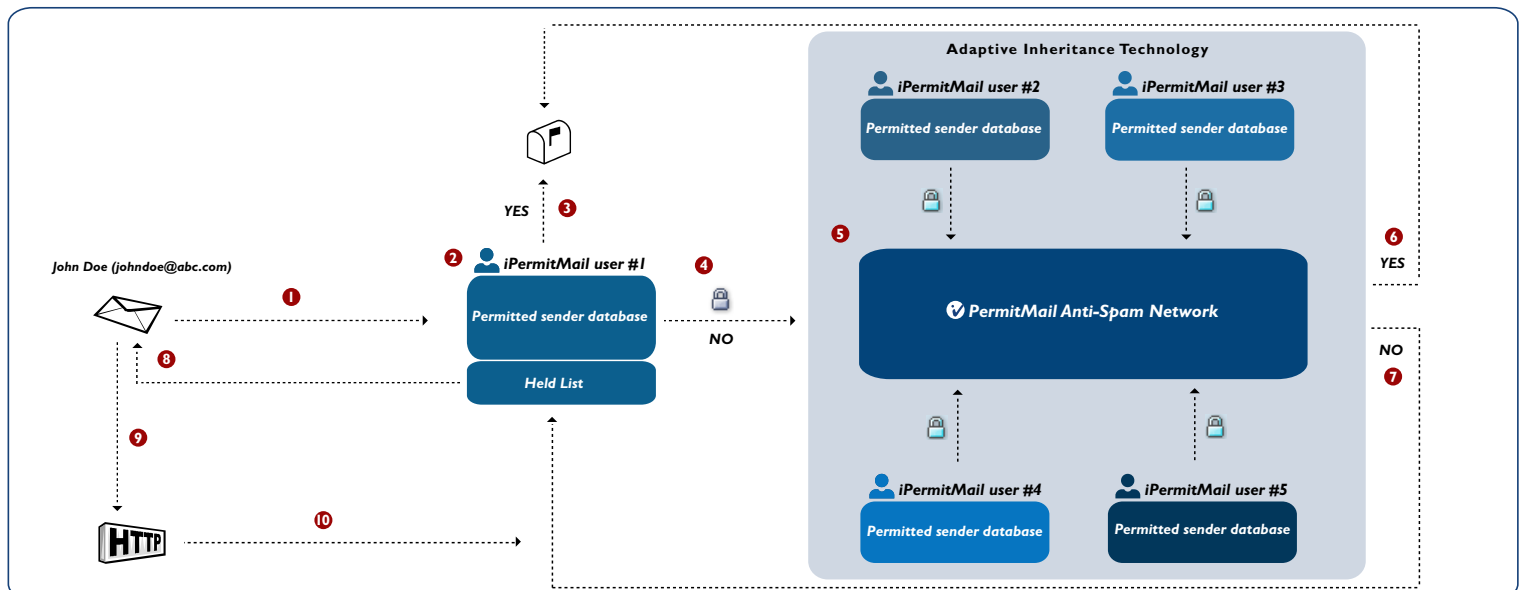 Adaptive Inheritance Technology
iPermitMail user #2
iPermitMail user #3
Permitted sender database
Permitted sender database
YES
3
5
6
2
iPermitMail user #1
4
YES
John Doe (johndoe@abc.com)
1
Permitted sender database
PermitMail Anti-Spam Network
NO
NO
8
Held List
7
9
iPermitMail user #4
iPermitMail user #5
10
Permitted sender database
Permitted sender database
HTTP